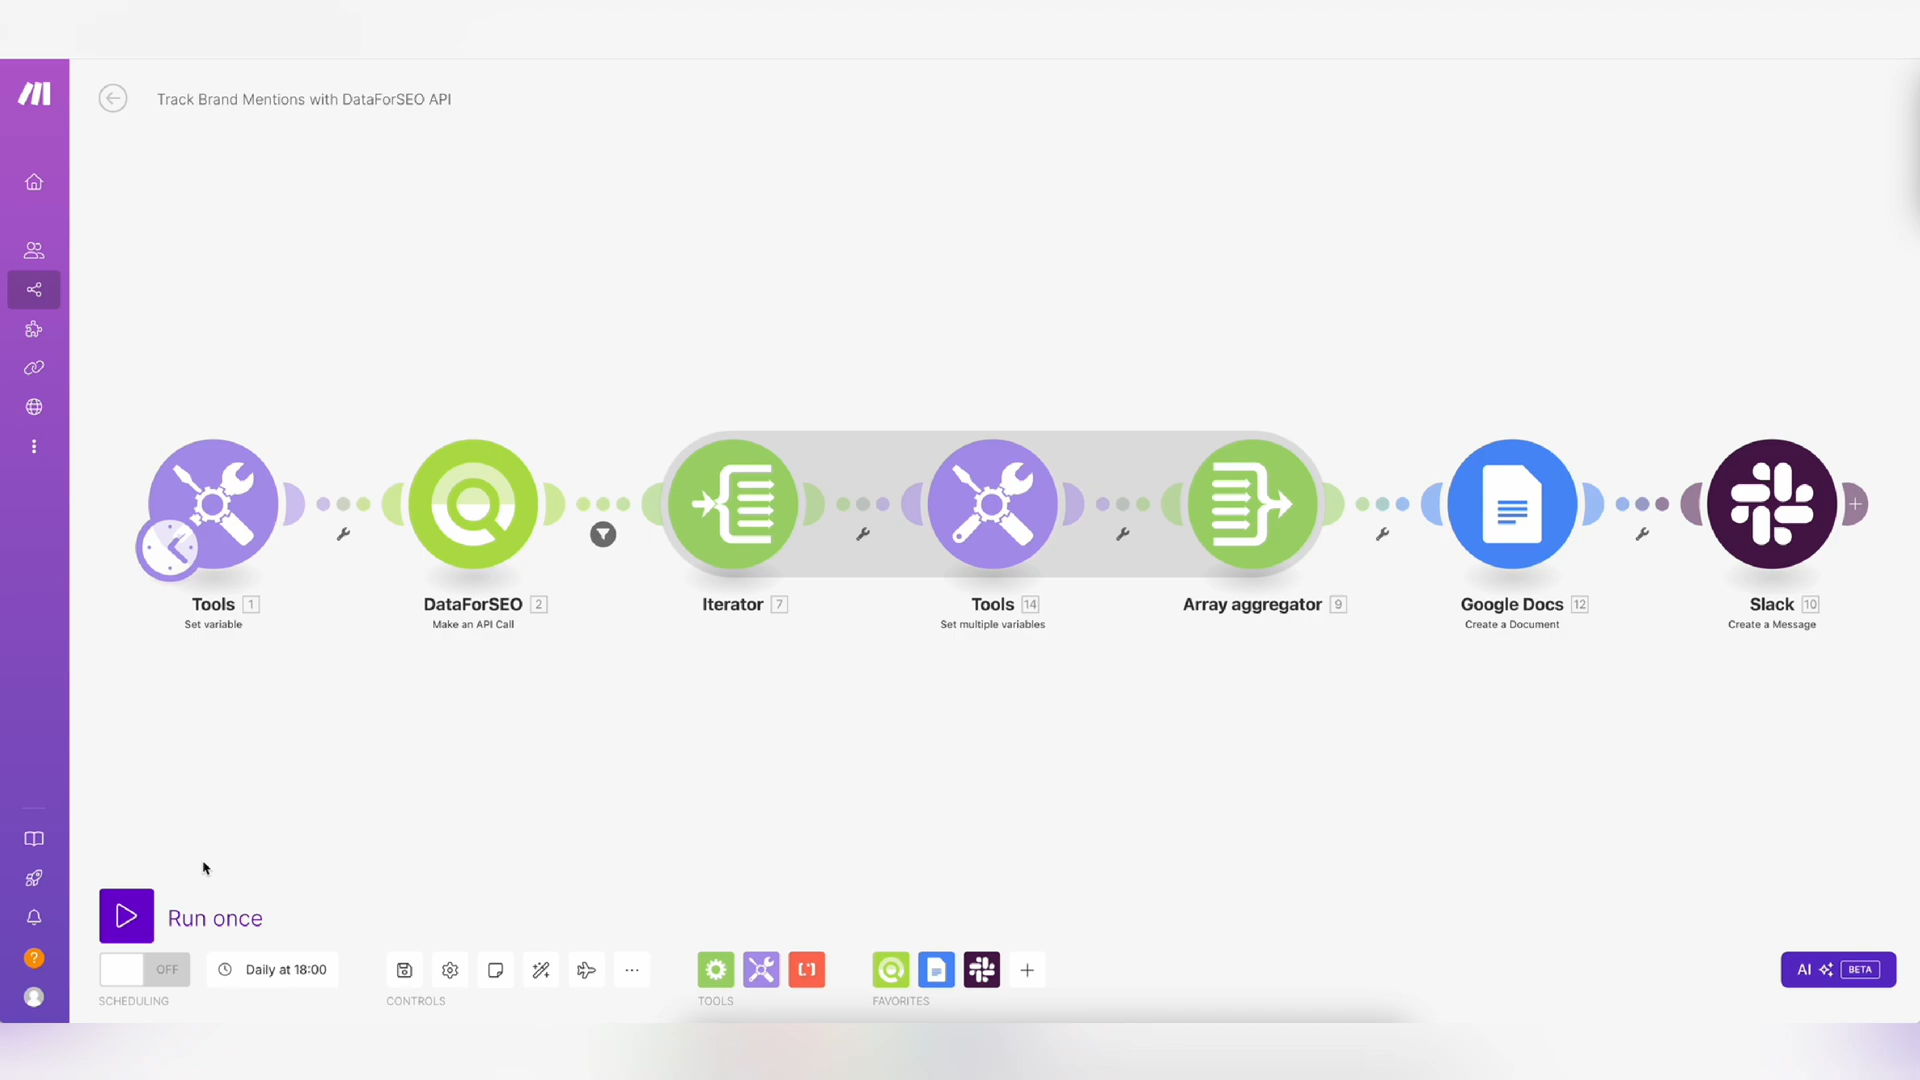 Track Brand Mentions with DataForSEO API
Tools 1
Set variable
DataForSEO 2
Make an API Call
Iterator 7
Tools 14
Set multiple variables
Array aggregator 9
Google Docs 12
Create a Document
Slack 10
Create a Message
Run once
OFF
Daily at 18:00
SCHEDULING
CONTROLS
TOOLS
FAVORITES
AI BETA
?